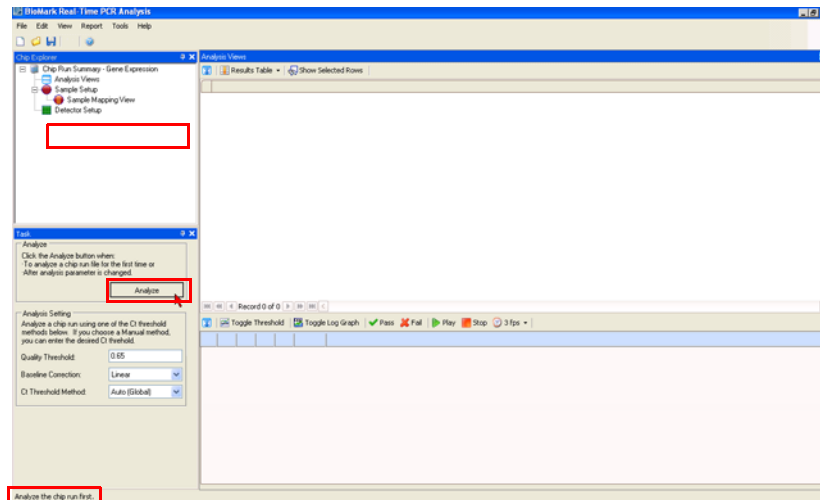 BioMark Real-Time PCR Analysis
File Edit View Report Tools Help
Chip Explorer
Analysis Views
Chip Run Summary - Gene Expression
Results Table
Show Selected Rows
Analysis Views
Sample Setup
Sample Mapping View
Detector Setup
Task
Analyze
Click the Analyze button when:
-To analyze a chip run file for the first time or
-After analysis parameter is changed.
Analyze
Record 0 of 0
Analysis Setting
Analyze a chip run using one of the Ct threshold
methods below. If you choose a Manual method,
you can enter the desired Ct threhold.
Toggle Threshold
Toggle Log Graph
Pass
Fail
Play
Stop
3 fps
Quality Threshold: 0.65
Baseline Correction: Linear
Ct Threshold Method: Auto (Global)
Analyze the chip run first.